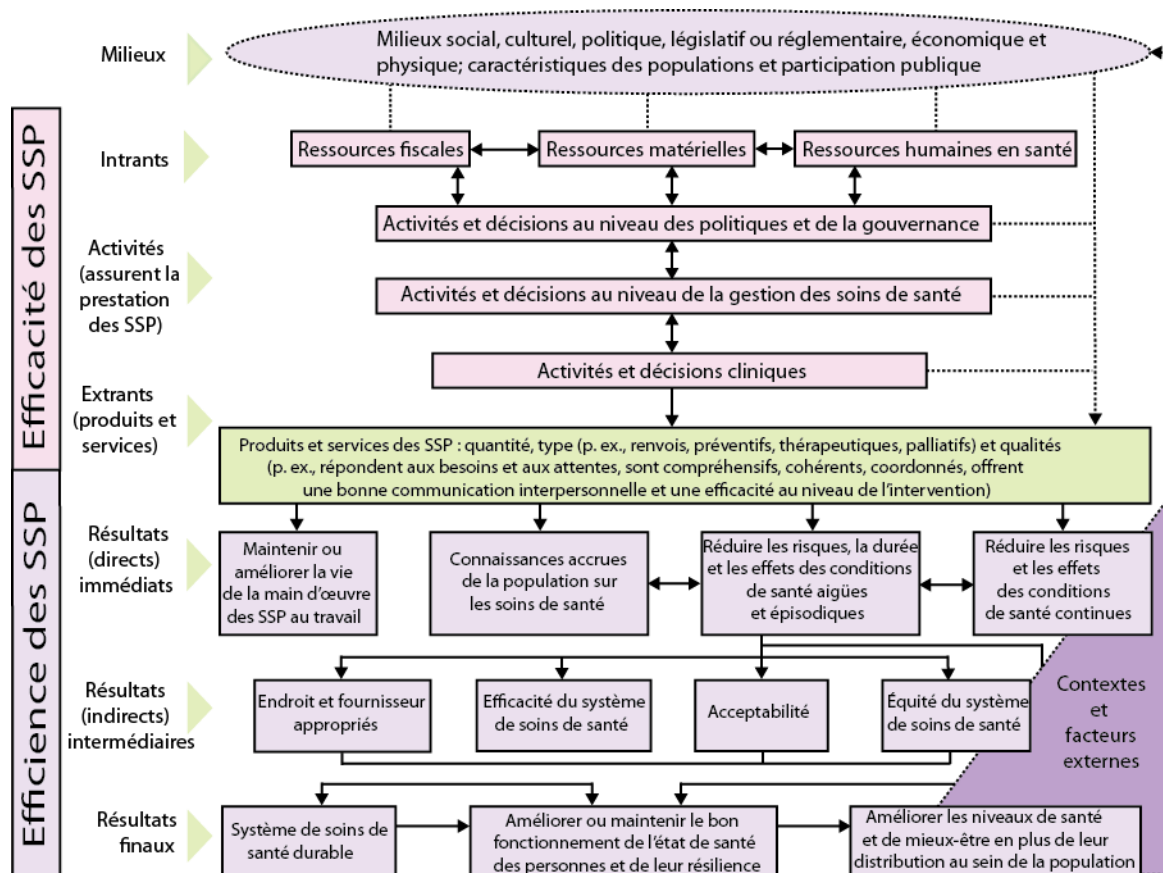 Milieux
Milieux social, culturel, politique, législatif ou réglementaire, économique et
physique; caractéristiques des populations et participation publique
Efficacité des SSP
Intrants
Ressources fiscales
Ressources matérielles
Ressources humaines en santé
Activités et décisions au niveau des politiques et de la gouvernance
Activités
(assurent la
prestation
des SSP)
Activités et décisions au niveau de la gestion des soins de santé
Activités et décisions cliniques
Extrants
(produits et
services)
Produits et services des SSP : quantité, type (p. ex., renvois, préventifs, thérapeutiques, palliatifs) et qualités
(p. ex., répondent aux besoins et aux attentes, sont compréhensifs, cohérents, coordonnés, offrent
une bonne communication interpersonnelle et une efficacité au niveau de l'intervention)
Efficience des SSP
Résultats
(directs)
immédiats
Maintenir ou
améliorer la vie
de la main d'œuvre
des SSP au travail
Connaissances accrues
de la population sur
les soins de santé
Réduire les risques, la durée
et les effets des conditions
de santé aigües
et épisodiques
Réduire les risques
et les effets
des conditions
de santé continues
Résultats
(indirects)
intermédiaires
Endroit et fournisseur
appropriés
Efficacité du système
de soins de santé
Acceptabilité
Équité du système
de soins de santé
Contextes
et
facteurs
externes
Résultats
finaux
Système de soins de
santé durable
Améliorer ou maintenir le bon
fonctionnement de l'état de santé
des personnes et de leur résilience
Améliorer les niveaux de santé
et de mieux-être en plus de leur
distribution au sein de la population